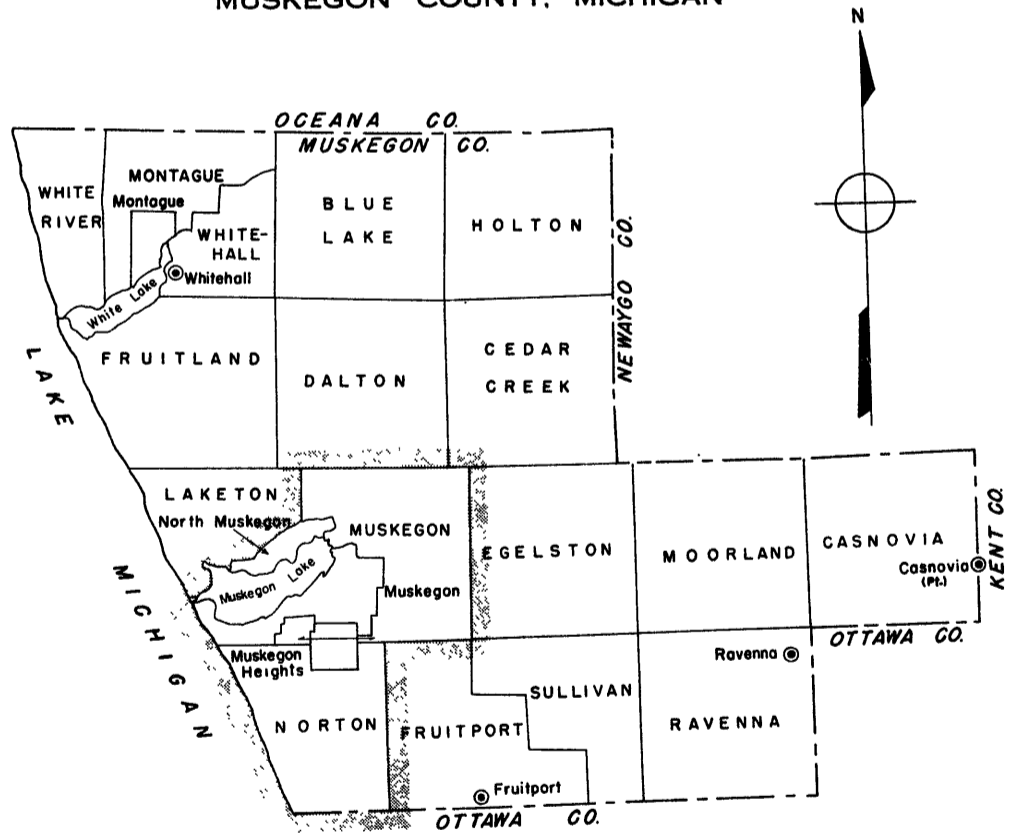 MUSKEGON COUNTY, MICHIGAN
N
OCEANA CO.
MUSKEGON CO.
WHITE
RIVER
MONTAGUE
Montague
WHITE-
HALL
Whitehall
White Lake
BLUE
LAKE
HOLTON
NEWAYGO CO.
FRUITLAND
DALTON
CEDAR
CREEK
LAKE
MICHIGAN
LAKETON
North Muskegon
MUSKEGON
Muskegon Lake
Muskegon
EGELSTON
MOORLAND
CASNOVIA
Casnovia
(Pt.)
KENT CO.
OTTAWA CO.
Muskegon
Heights
Ravenna
SULLIVAN
NORTON
FRUITPORT
RAVENNA
Fruitport
OTTAWA CO.